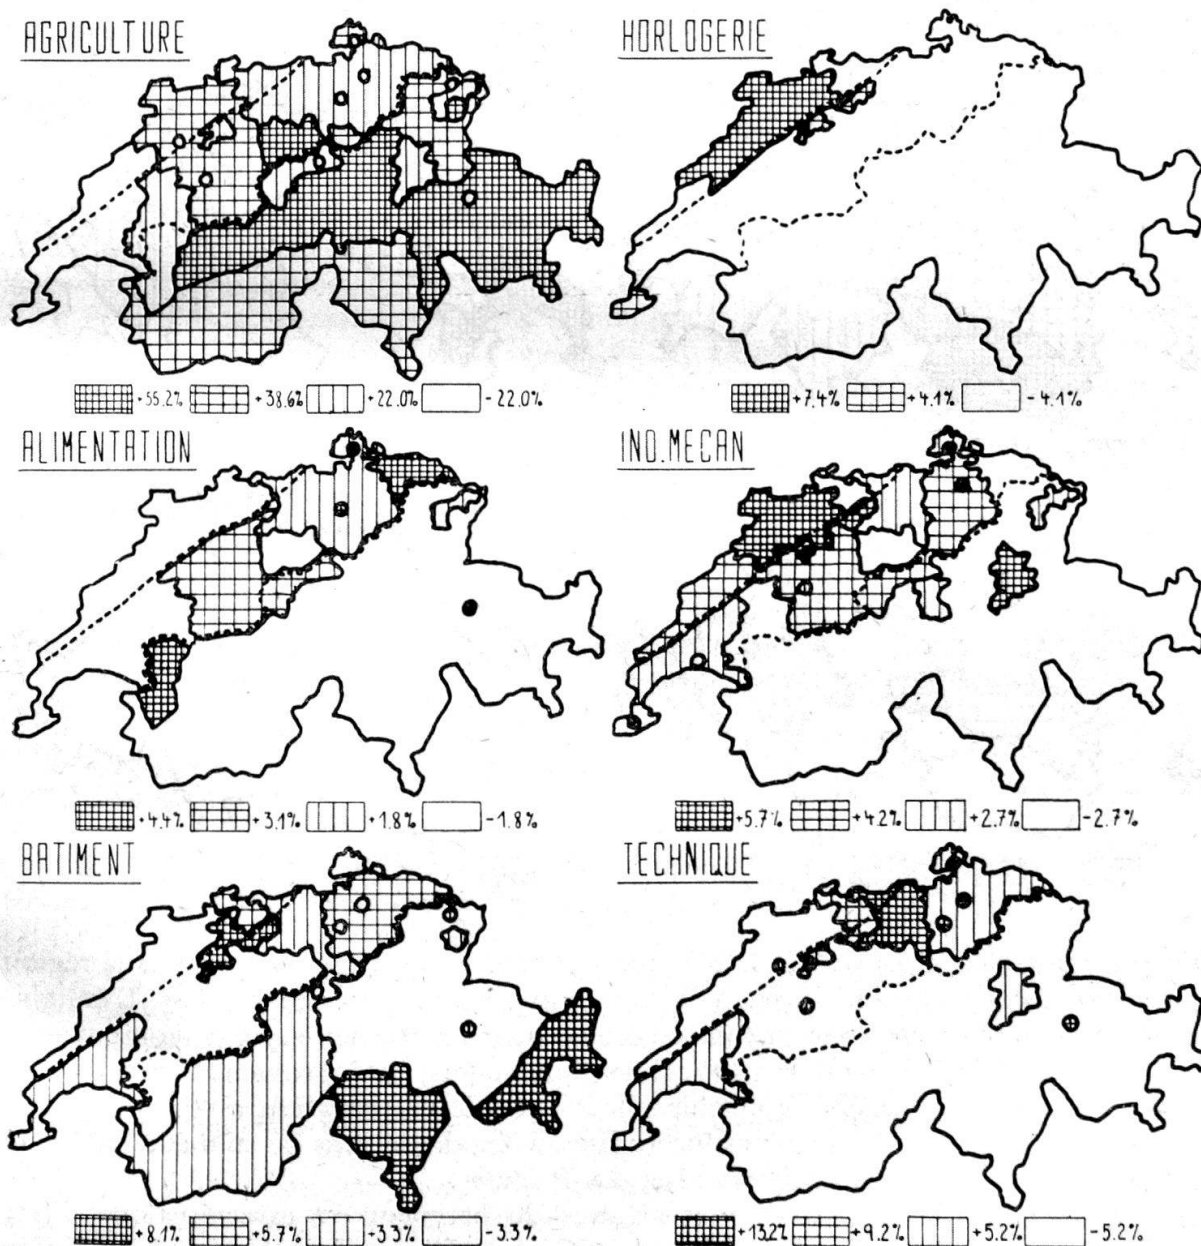 AGRICULTURE
HORLOGERIE
+55.2% +38.6% +22.0% -22.0%
+7.4% +4.1% -4.1%
ALIMENTATION
IND.MECAN
+4.4% +3.1% +1.8% -1.8%
+5.7% +4.2% +2.7% -2.7%
BATIMENT
TECHNIQUE
+8.1% +5.7% +3.3% -3.3%
+13.2% +9.2% +5.2% -5.2%